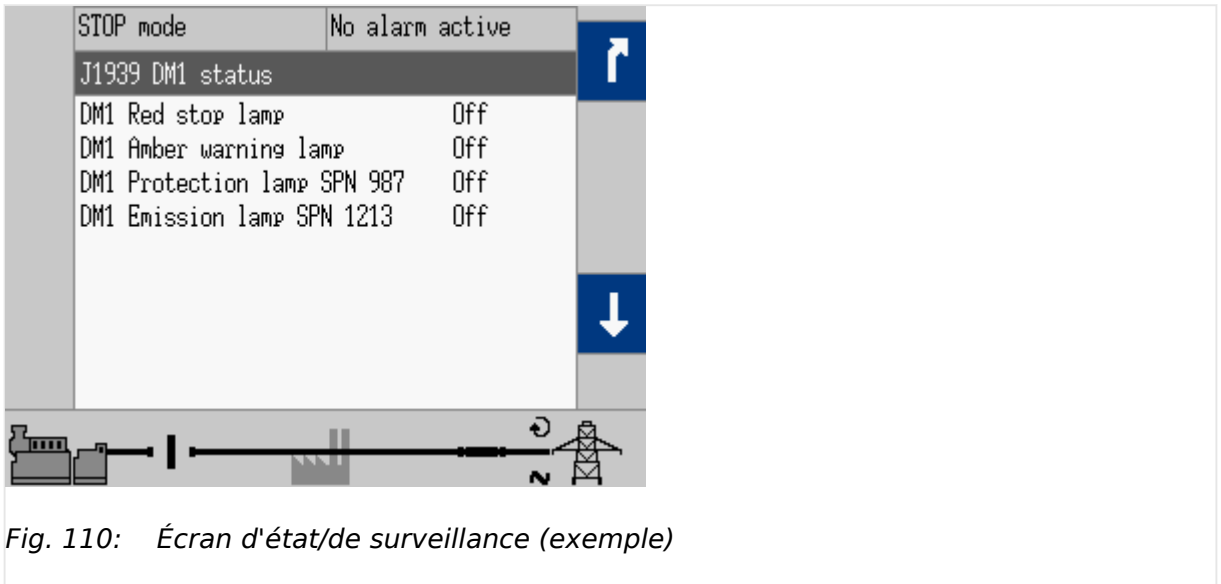 STOP mode No alarm active
J1939 DM1 status
DM1 Red stop lamp Off
DM1 Amber warning lamp Off
DM1 Protection lamp SPN 987 Off
DM1 Emission lamp SPN 1213 Off
Fig. 110: Écran d'état/de surveillance (exemple)